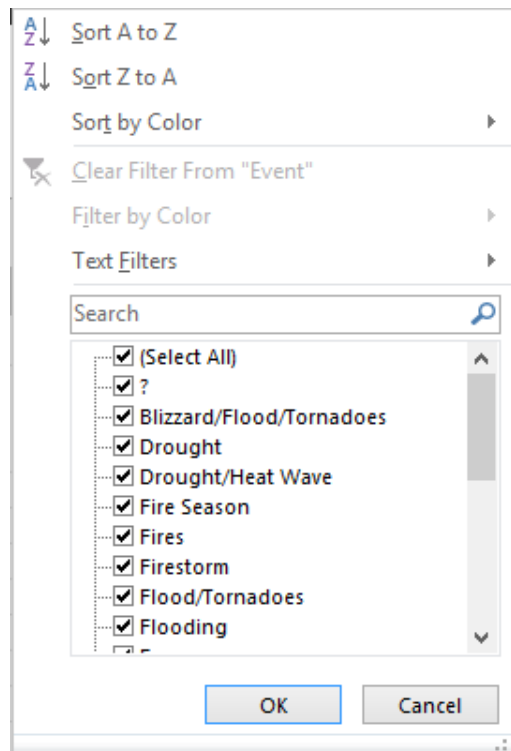 Sort A to Z
Sort Z to A
Sort by Color
Clear Filter From "Event"
Filter by Color
Text Filters
Search
(Select All)
?
Blizzard/Flood/Tornadoes
Drought
Drought/Heat Wave
Fire Season
Fires
Firestorm
Flood/Tornadoes
Flooding
OK Cancel